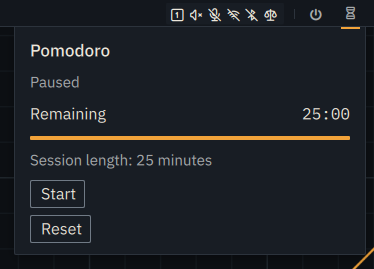 1
Pomodoro
Paused
Remaining 25:00
Session length: 25 minutes
Start
Reset